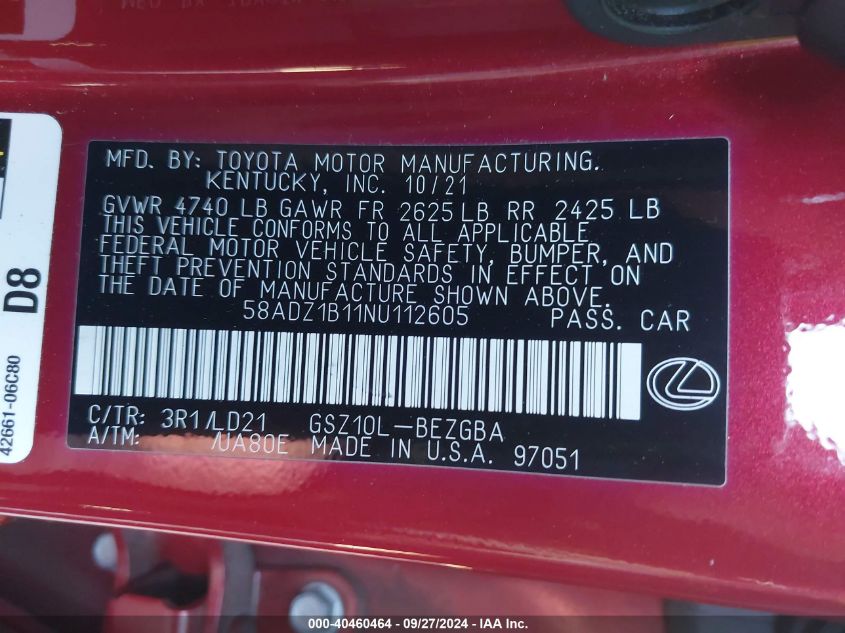 MFD. BY: TOYOTA MOTOR MANUFACTURING.
KENTUCKY, INC. 10/21
GVWR 4740 LB GAWR FR 2625 LB RR 2425 LB
THIS VEHICLE CONFORMS TO ALL APPLICABLE
FEDERAL MOTOR VEHICLE SAFETY, BUMPER, AND
THEFT PREVENTION STANDARDS IN EFFECT ON
THE DATE OF MANUFACTURE SHOWN ABOVE.
58ADZ1B11NU112605 PASS. CAR
C/TR: 3R1/LD21 GSZ10L-BEZGBA
A/TM: /UA80E MADE IN U.S.A. 97051
D8
42661-06C80
000-40460464 - 09/27/2024 - IAA Inc.